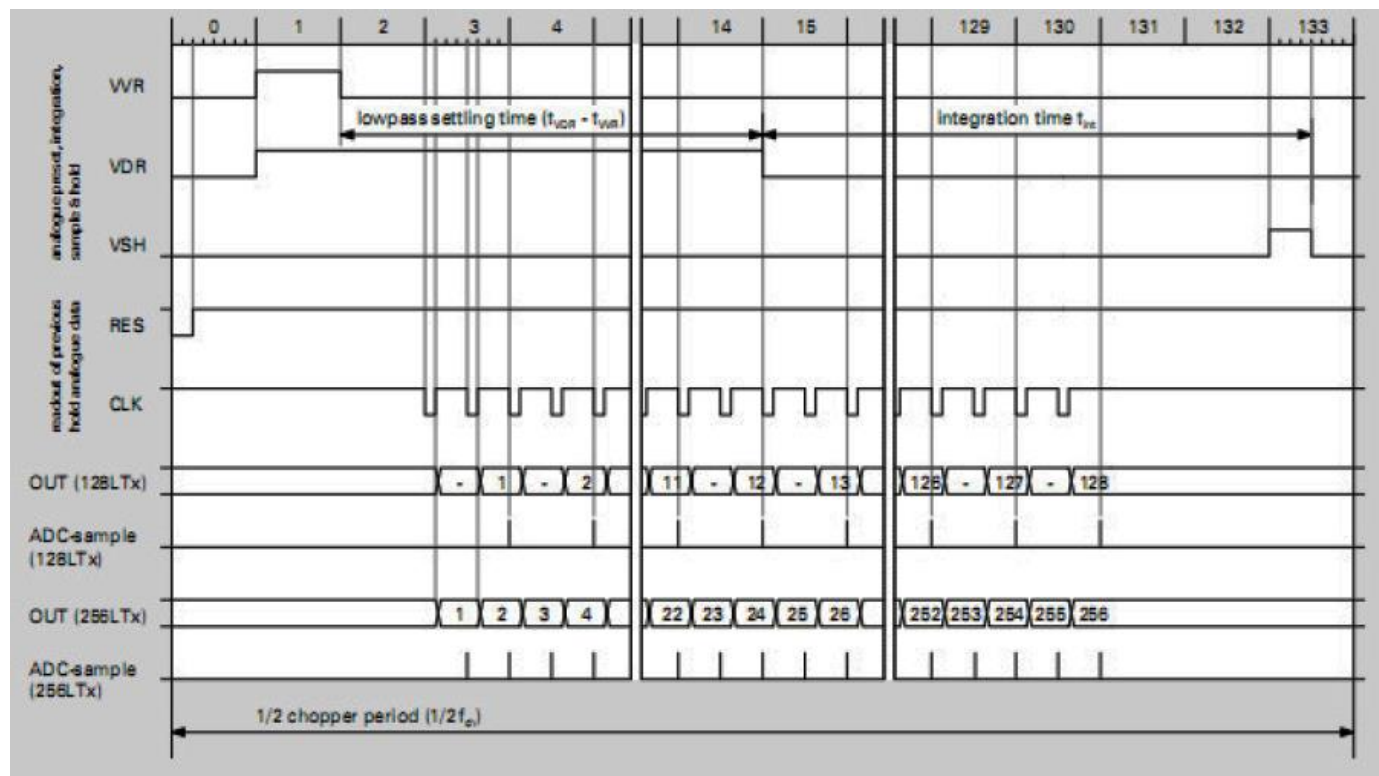 0 1 2 3 4 14 15 129 130 131 132 133
analogue preset, integration,
sample & hold
VVR
lowpass settling time (tVDR - tVVR)
integration time tint
VDR
VSH
readout of previous
hold analogue data
RES
CLK
OUT (128LTx) - 1 - 2 11 - 12 - 13 126 - 127 - 128
ADC-sample
(128LTx)
OUT (256LTx) 1 2 3 4 22 23 24 25 26 252 253 254 255 256
ADC-sample
(256LTx)
1/2 chopper period (1/2fch)